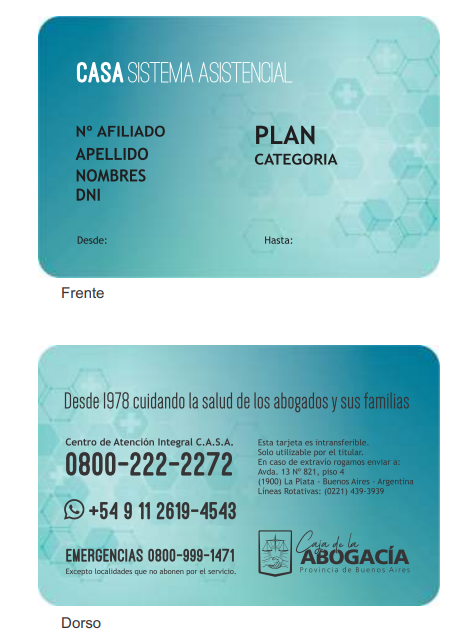 CASA SISTEMA ASISTENCIAL
N° AFILIADO
APELLIDO
NOMBRES
DNI
PLAN
CATEGORIA
Desde:
Hasta:
Frente
Desde 1978 cuidando la salud de los abogados y sus familias
Centro de Atención Integral C.A.S.A.
0800-222-2272
+54 9 11 2619-4543
EMERGENCIAS 0800-999-1471
Excepto localidades que no abonen por el servicio.
Esta tarjeta es intransferible.
Solo utilizable por el titular.
En caso de extravío rogamos enviar a:
Avda. 13 Nº 821, piso 4
(1900) La Plata - Buenos Aires - Argentina
Líneas Rotativas: (0221) 439-3939
Caja de la
ABOGACÍA
Provincia de Buenos Aires
Dorso